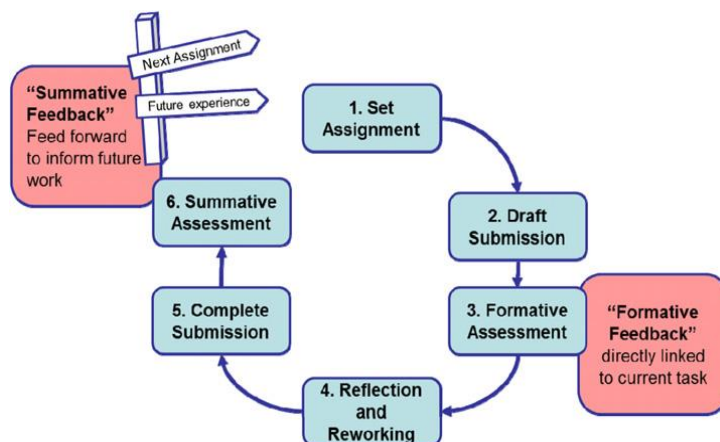 Next Assignment
Future experience
“Summative
Feedback”
Feed forward
to inform future
work
1. Set
Assignment
2. Draft
Submission
3. Formative
Assessment
“Formative
Feedback”
directly linked
to current task
4. Reflection
and
Reworking
5. Complete
Submission
6. Summative
Assessment